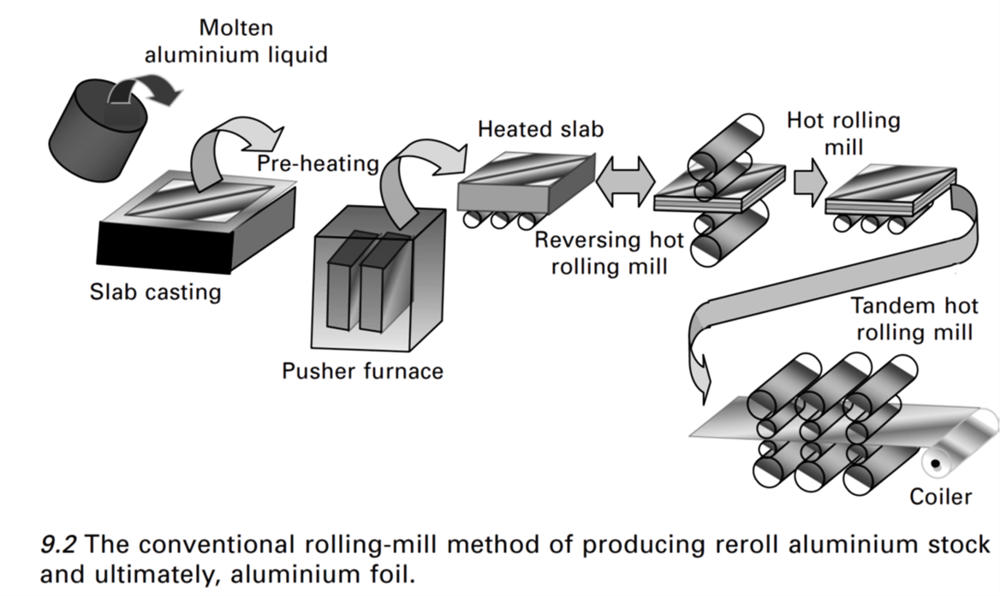 Molten
aluminium liquid
Slab casting
Pre-heating
Pusher furnace
Heated slab
Reversing hot
rolling mill
Hot rolling
mill
Tandem hot
rolling mill
Coiler
9.2 The conventional rolling-mill method of producing reroll aluminium stock
and ultimately, aluminium foil.